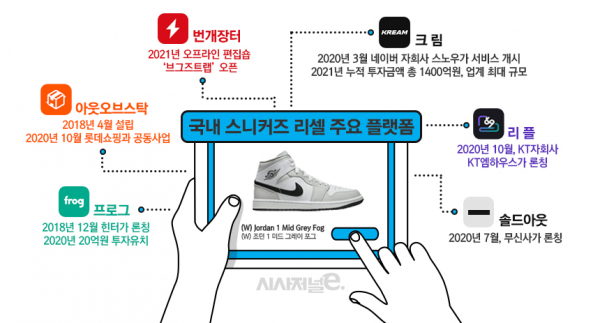 번개장터
2021년 오프라인 편집숍
‘브그즈트랩’ 오픈
KREAM
크 림
2020년 3월 네이버 자회사 스노우가 서비스 개시
2021년 누적 투자금액 총 1400억원, 업계 최대 규모
아웃오브스탁
2018년 4월 설립
2020년 10월 롯데쇼핑과 공동사업
국내 스니커즈 리셀 주요 플랫폼
리 플
2020년 10월, KT자회사
KT엠하우스가 론칭
frog
프로그
2018년 12월 힌터가 론칭
2020년 20억원 투자유치
솔드아웃
2020년 7월, 무신사가 론칭
(W) Jordan 1 Mid Grey Fog
(W) 조던 1 미드 그레이 포그
시사저널e.